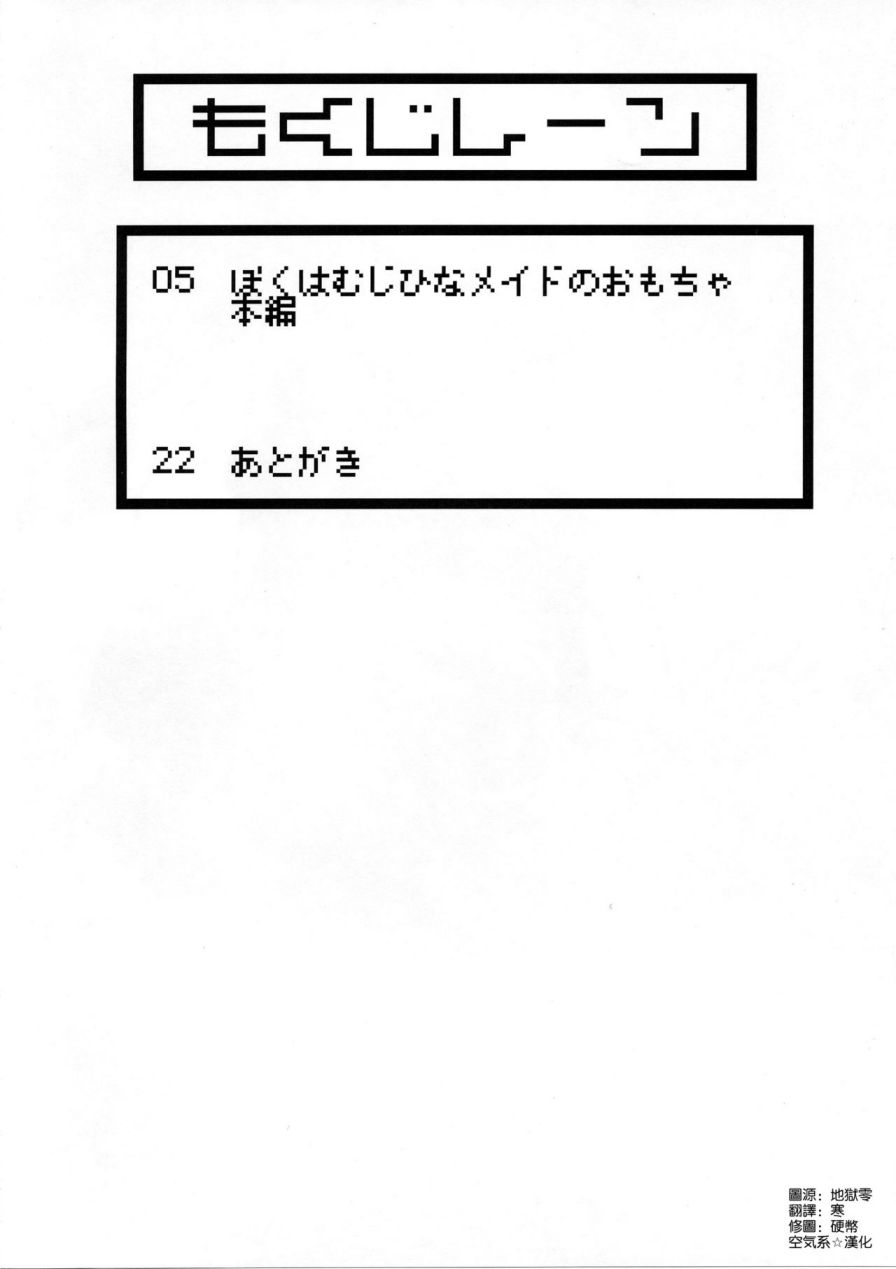 もくじしーン
05 ぼくはむじひなメイドのおもちゃ
本編
22 あとがき
圖源：地獄零
翻譯：寒
修圖：硬幣
空気系☆漢化